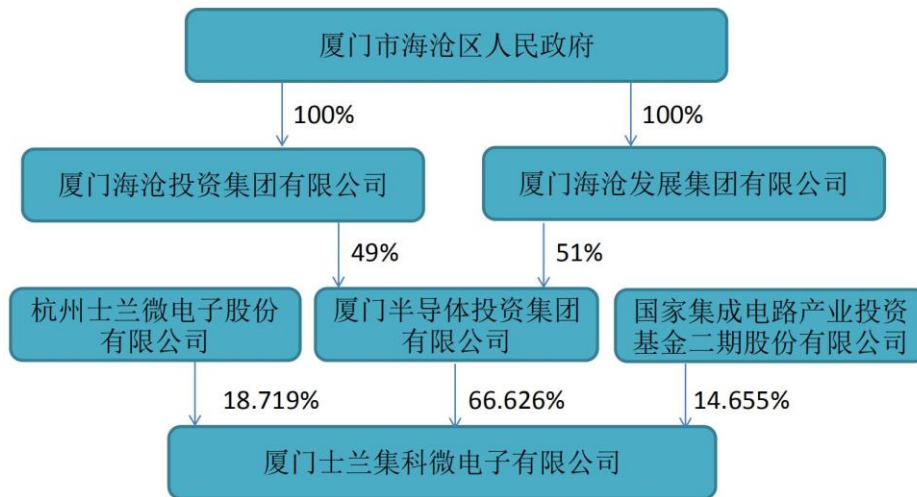 厦门市海沧区人民政府
100%
100%
厦门海沧投资集团有限公司
厦门海沧发展集团有限公司
49%
51%
杭州士兰微电子股份
有限公司
厦门半导体投资集团
有限公司
国家集成电路产业投资
基金二期股份有限公司
18.719%
66.626%
14.655%
厦门士兰集科微电子有限公司